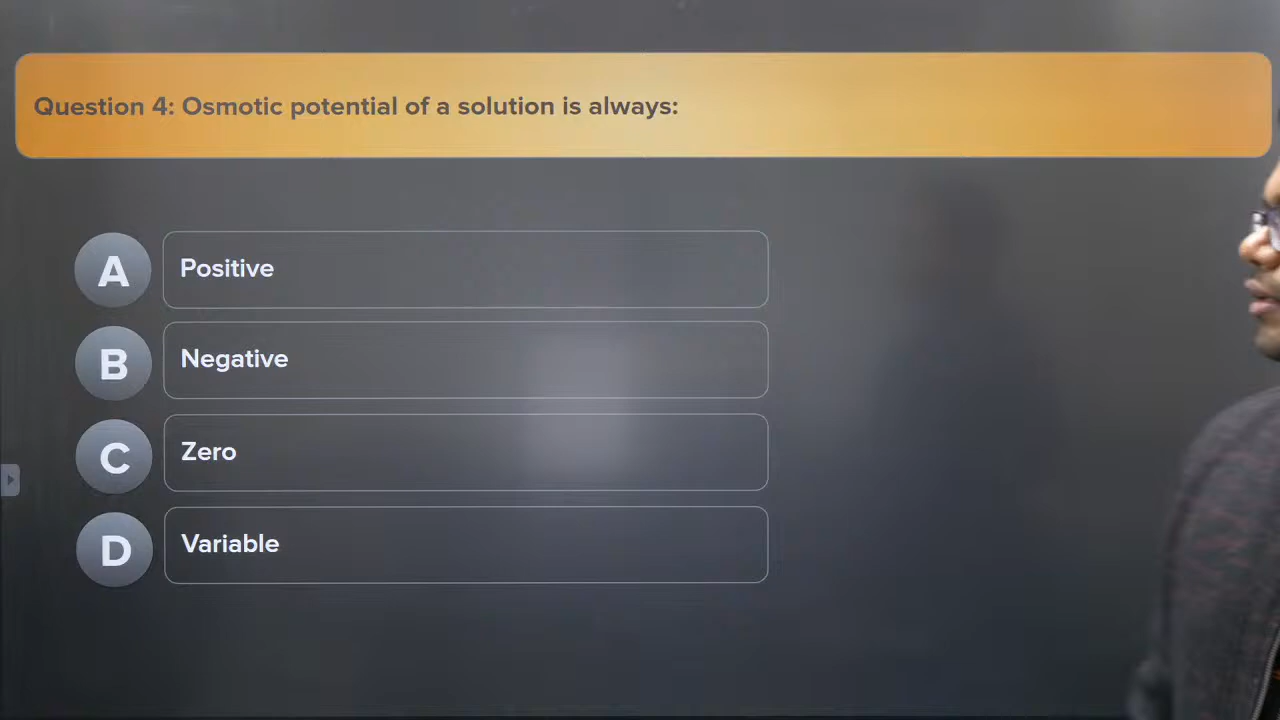 Question 4: Osmotic potential of a solution is always:
A Positive
B Negative
C Zero
D Variable